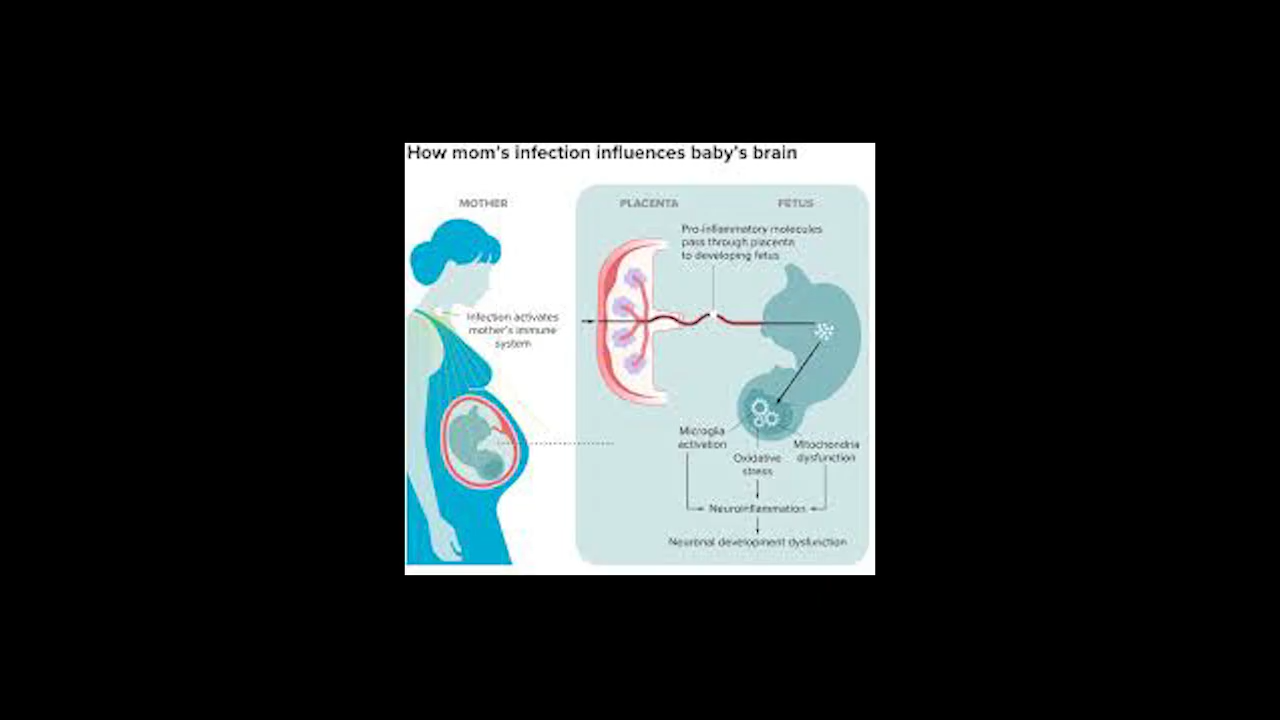 How mom's infection influences baby's brain
MOTHER
PLACENTA
FETUS
Pro-inflammatory molecules
pass through placenta
to developing fetus
Infection activates
mother's immune
system
Microglia
activation
Oxidative
stress
Mitochondria
dysfunction
Neuroinflammation
Neuronal development dysfunction